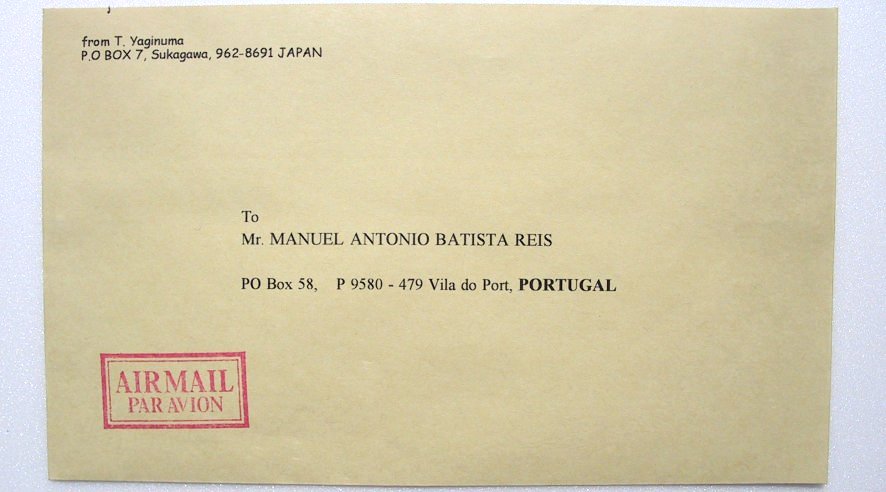 from T. Yaginuma
P.O BOX 7, Sukagawa, 962-8691 JAPAN
To
Mr. MANUEL ANTONIO BATISTA REIS
PO Box 58, P 9580 - 479 Vila do Port, PORTUGAL
AIRMAIL
PAR AVION